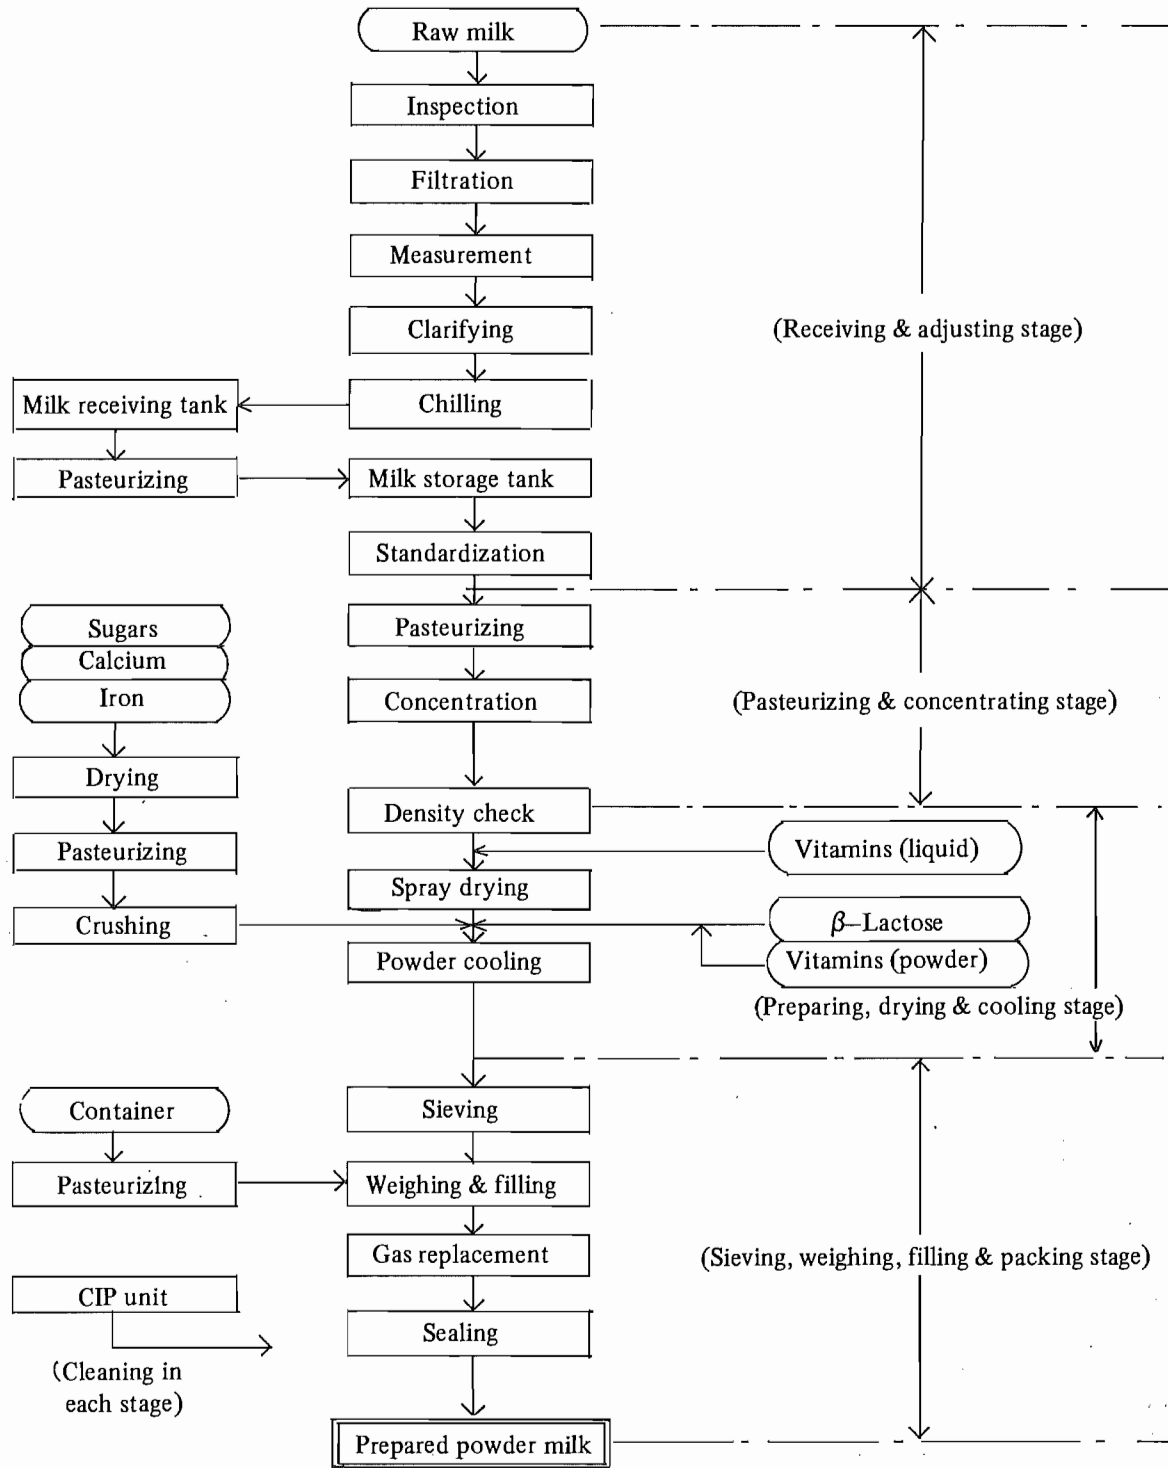 Raw milk
Inspection
Filtration
Measurement
Clarifying
(Receiving & adjusting stage)
Milk receiving tank
Chilling
Pasteurizing
Milk storage tank
Standardization
Sugars
Calcium
Iron
Pasteurizing
Concentration
(Pasteurizing & concentrating stage)
Drying
Density check
Pasteurizing
Vitamins (liquid)
Spray drying
Crushing
β–Lactose
Powder cooling
Vitamins (powder)
(Preparing, drying & cooling stage)
Container
Sieving
Pasteurizing
Weighing & filling
Gas replacement
(Sieving, weighing, filling & packing stage)
CIP unit
Sealing
(Cleaning in
each stage)
Prepared powder milk